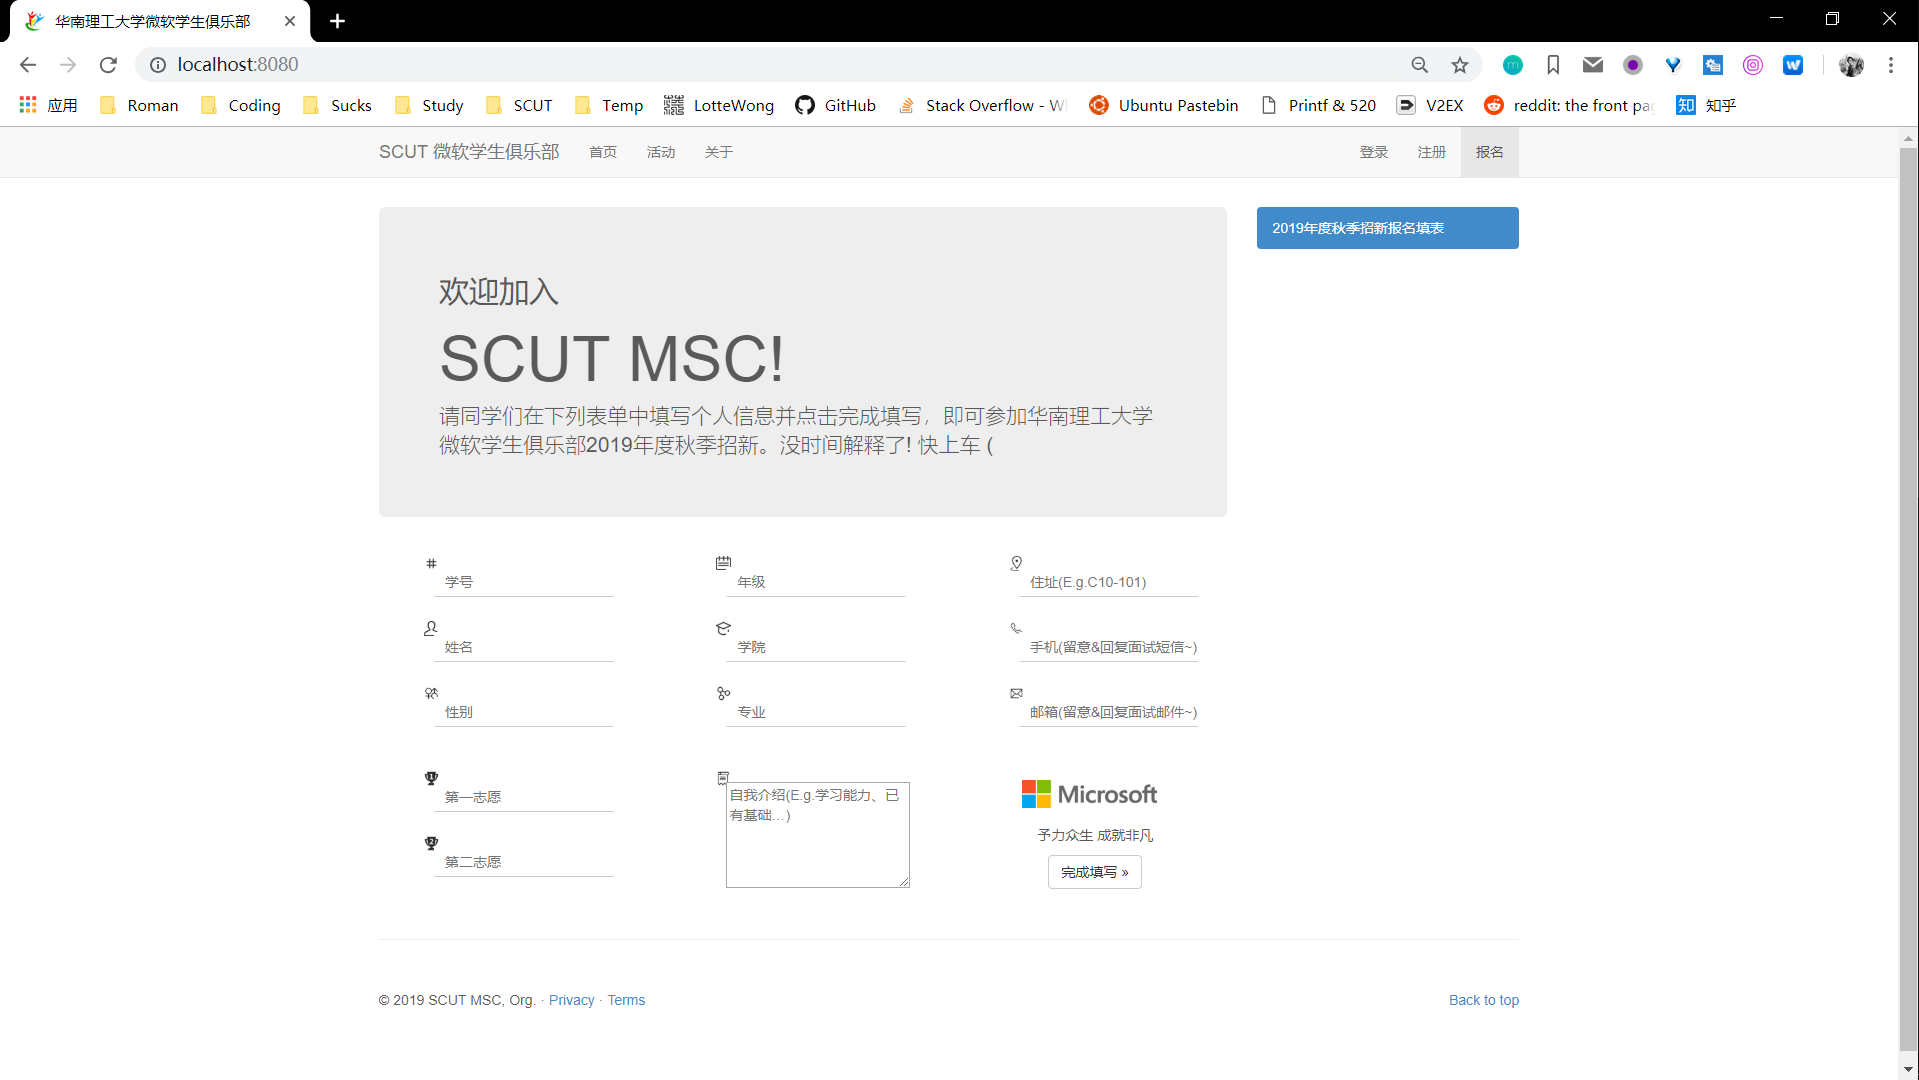 华南理工大学微软学生俱乐部
localhost:8080
应用 Roman Coding Sucks Study SCUT Temp LotteWong GitHub Stack Overflow - W Ubuntu Pastebin Printf & 520 V2EX reddit: the front pa 知 知乎
SCUT 微软学生俱乐部 首页 活动 关于 登录 注册 报名
2019年度秋季招新报名填表
欢迎加入
SCUT MSC!
请同学们在下列表单中填写个人信息并点击完成填写，即可参加华南理工大学
微软学生俱乐部2019年度秋季招新。没时间解释了! 快上车 (
学号 年级 住址(E.g.C10-101)
姓名 学院 手机(留意&回复面试短信~)
性别 专业 邮箱(留意&回复面试邮件~)
第一志愿
第二志愿
自我介绍(E.g.学习能力、已
有基础...)
Microsoft
予力众生 成就非凡
完成填写 »
© 2019 SCUT MSC, Org. · Privacy · Terms
Back to top